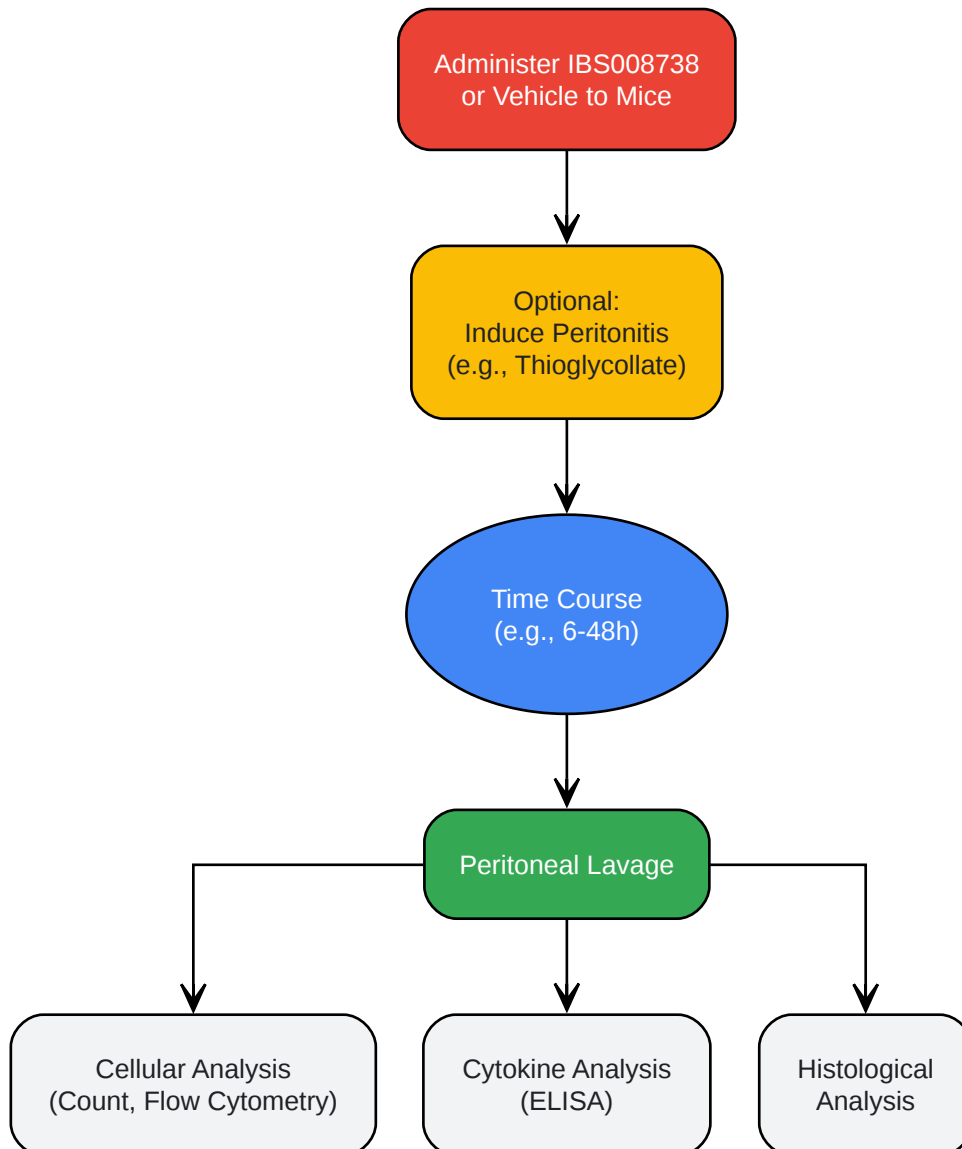 Administer IBS008738
or Vehicle to Mice
Optional:
Induce Peritonitis
(e.g., Thioglycollate)
Time Course
(e.g., 6-48h)
Peritoneal Lavage
Cellular Analysis
(Count, Flow Cytometry)
Cytokine Analysis
(ELISA)
Histological
Analysis